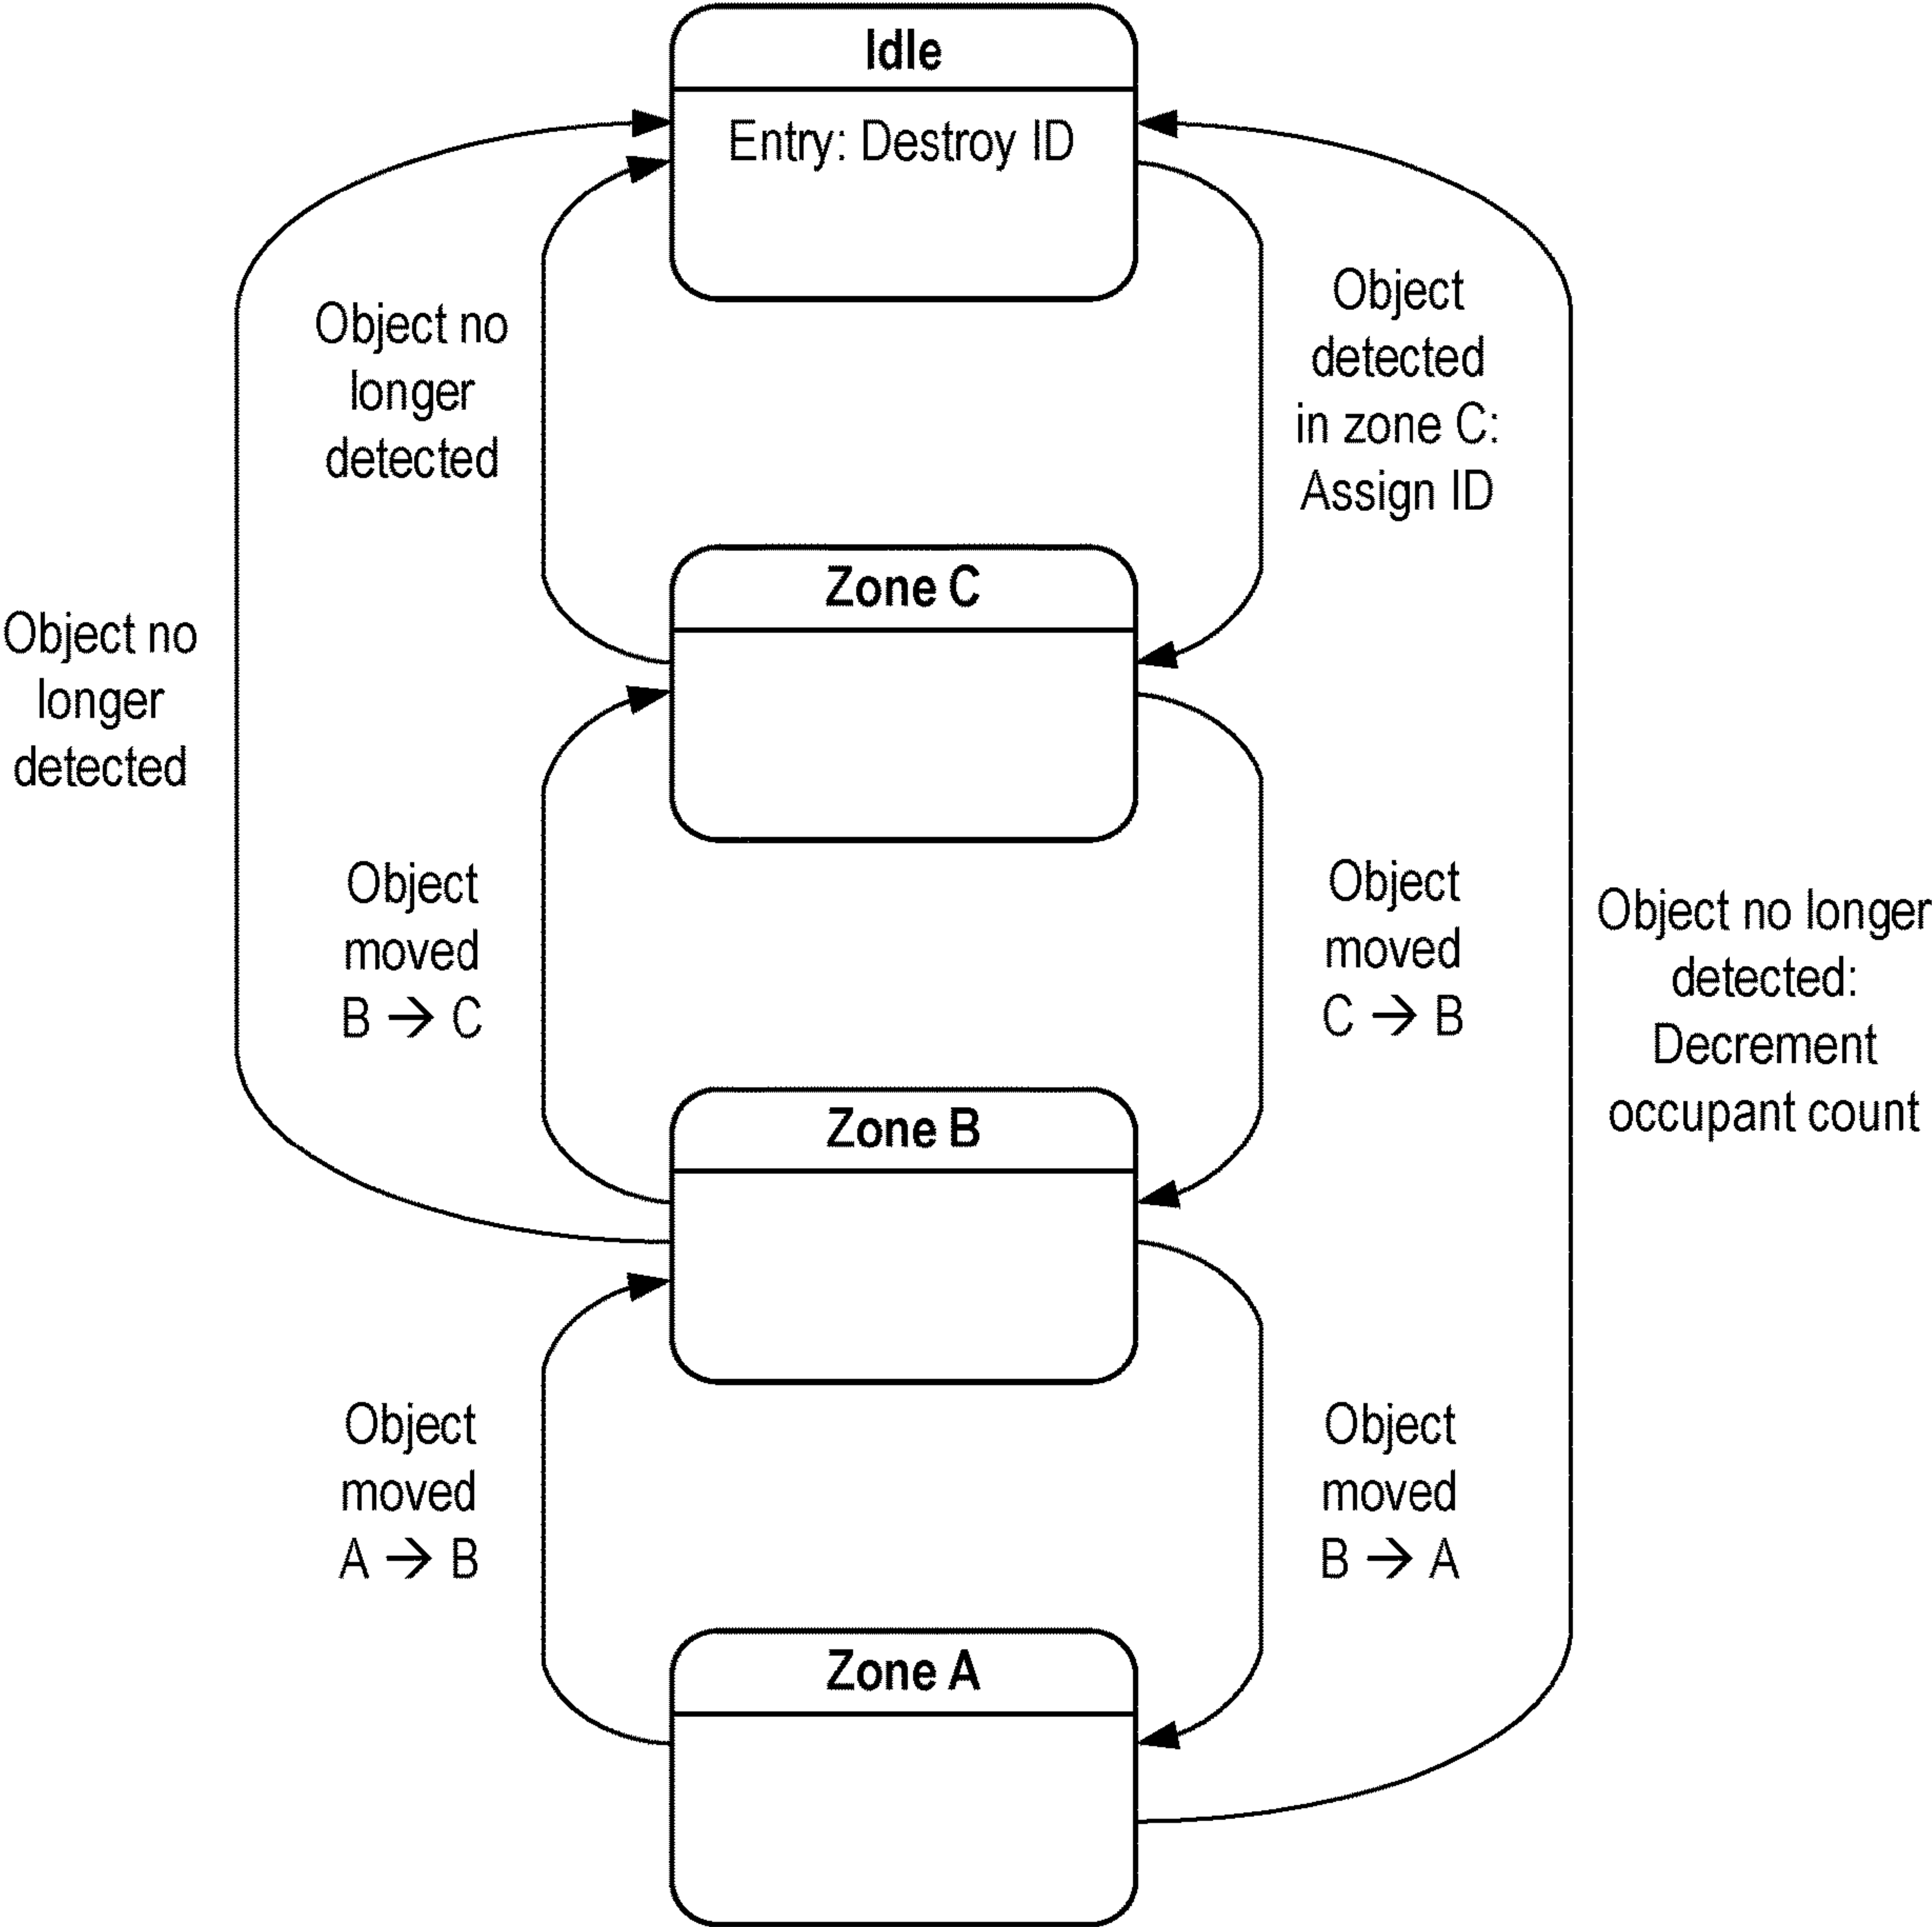 Idle
Entry: Destroy ID
Object no
longer
detected
Object
detected
in zone C:
Assign ID
Zone C
Object no
longer
detected
Object
moved
B → C
Object
moved
C → B
Object no longer
detected:
Decrement
occupant count
Zone B
Object
moved
A → B
Object
moved
B → A
Zone A